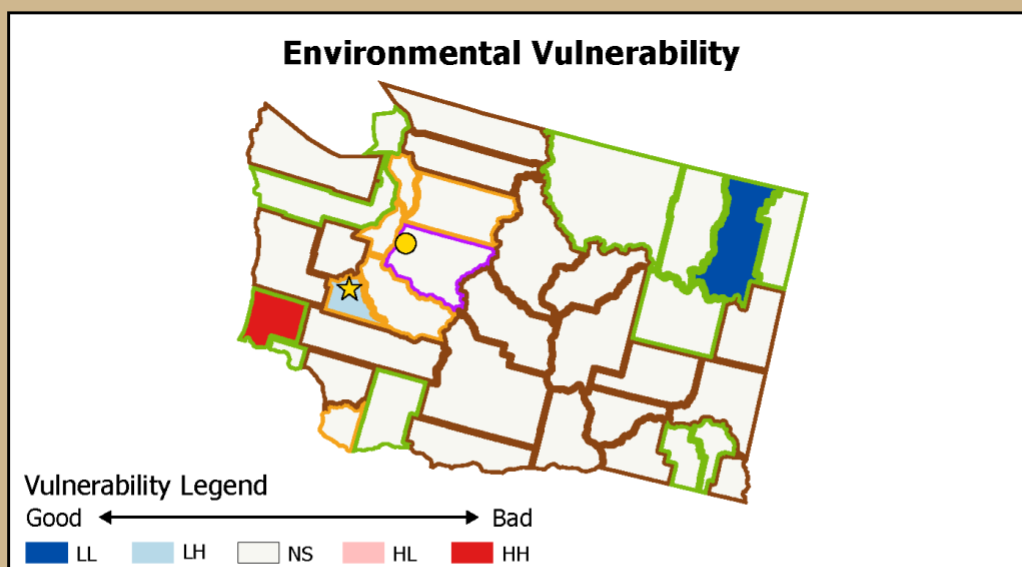 Environmental Vulnerability
Vulnerability Legend
Good Bad
LL LH NS HL HH